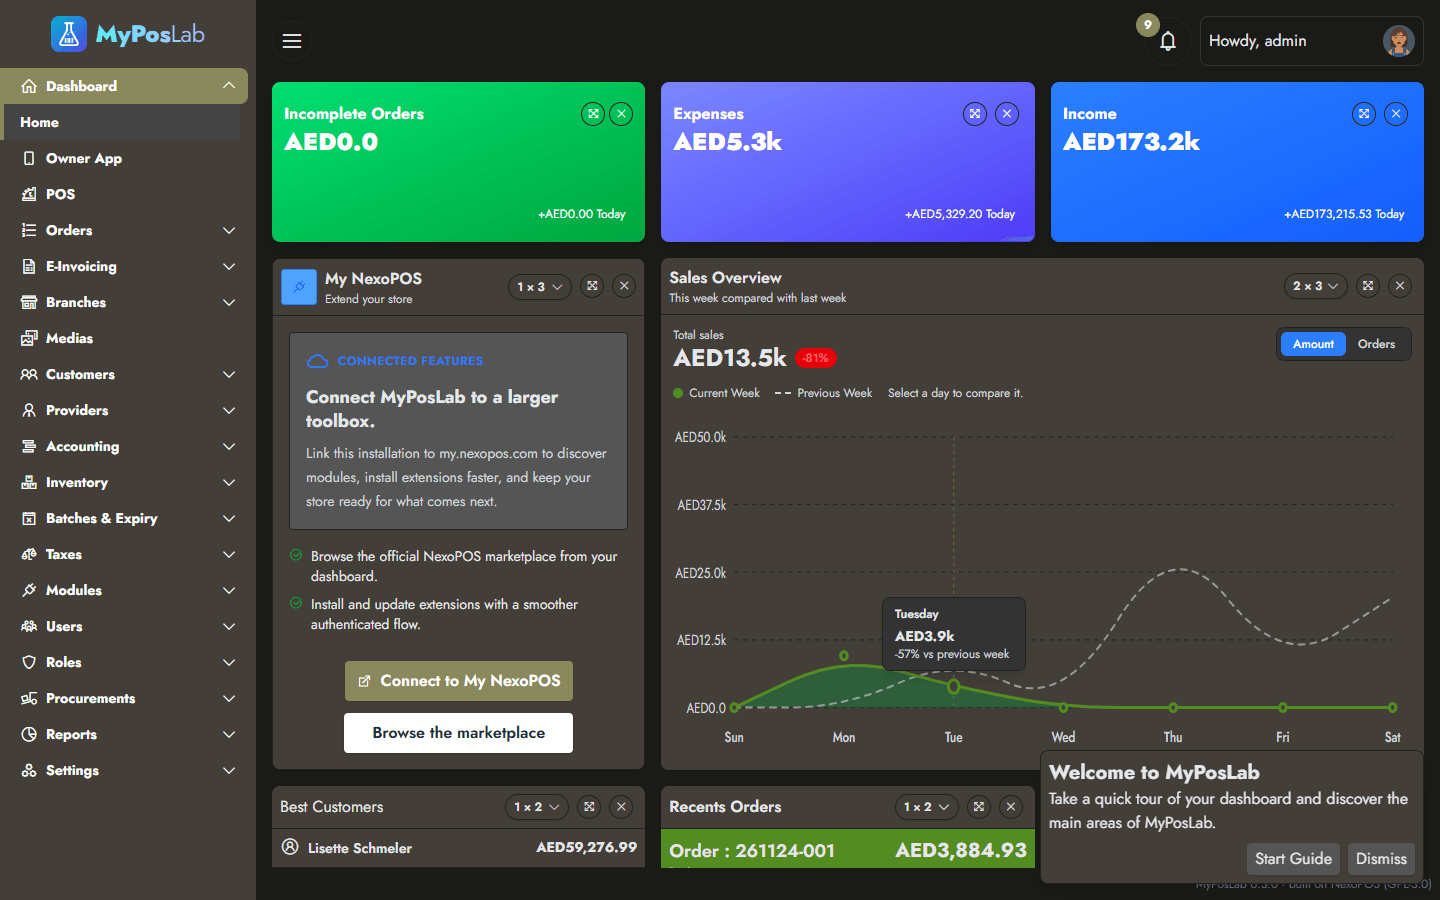 MyPosLab
Dashboard
Home
Owner App
POS
Orders
E-Invoicing
Branches
Medias
Customers
Providers
Accounting
Inventory
Batches & Expiry
Taxes
Modules
Users
Roles
Procurements
Reports
Settings
9
Howdy, admin
Incomplete Orders
AED0.0
+AED0.00 Today
Expenses
AED5.3k
+AED5,329.20 Today
Income
AED173.2k
+AED173,215.53 Today
My NexoPOS
Extend your store
1 × 3
CONNECTED FEATURES
Connect MyPosLab to a larger
toolbox.
Link this installation to my.nexopos.com to discover
modules, install extensions faster, and keep your
store ready for what comes next.
Browse the official NexoPOS marketplace from your
dashboard.
Install and update extensions with a smoother
authenticated flow.
Connect to My NexoPOS
Browse the marketplace
Sales Overview
This week compared with last week
2 × 3
Total sales
AED13.5k -81%
Amount Orders
Current Week Previous Week Select a day to compare it.
AED50.0k
AED37.5k
AED25.0k
AED12.5k
AED0.0
Tuesday
AED3.9k
-57% vs previous week
Sun Mon Tue Wed Thu Fri Sat
Best Customers
1 × 2
Lisette Schmeler AED59,276.99
Recents Orders
1 × 2
Order : 261124-001 AED3,884.93
Welcome to MyPosLab
Take a quick tour of your dashboard and discover the
main areas of MyPosLab.
Start Guide Dismiss